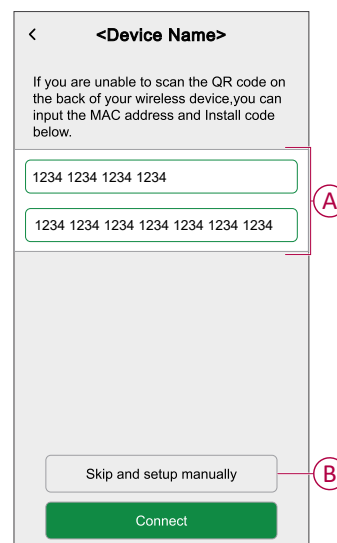 <Device Name>
If you are unable to scan the QR code on
the back of your wireless device,you can
input the MAC address and Install code
below.
1234 1234 1234 1234
A
1234 1234 1234 1234 1234 1234 1234
Skip and setup manually
B
Connect